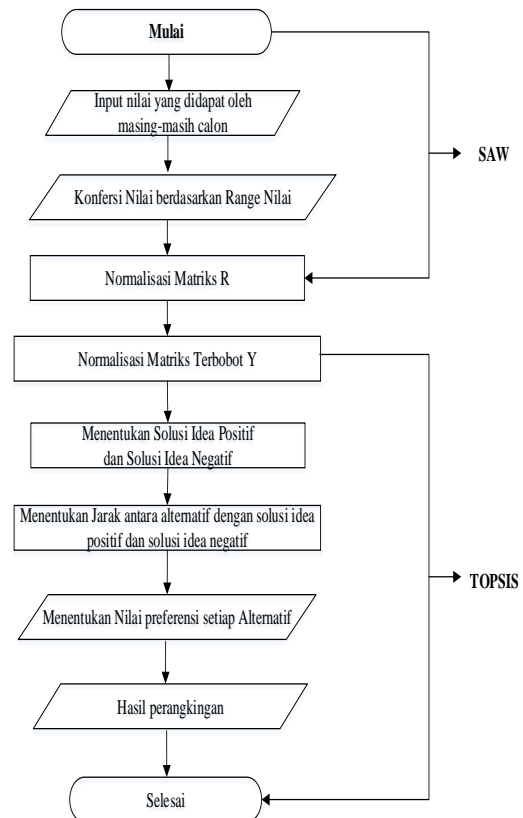 Mulai
Input nilai yang didapat oleh
masing-masih calon
SAW
Konfersi Nilai berdasarkan Range Nilai
Normalisasi Matriks R
Normalisasi Matriks Terbobot Y
Menentukan Solusi Idea Positif
dan Solusi Idea Negatif
Menentukan Jarak antara alternatif dengan solusi idea
positif dan solusi idea negatif
TOPSIS
Menentukan Nilai preferensi setiap Alternatif
Hasil perangkingan
Selesai